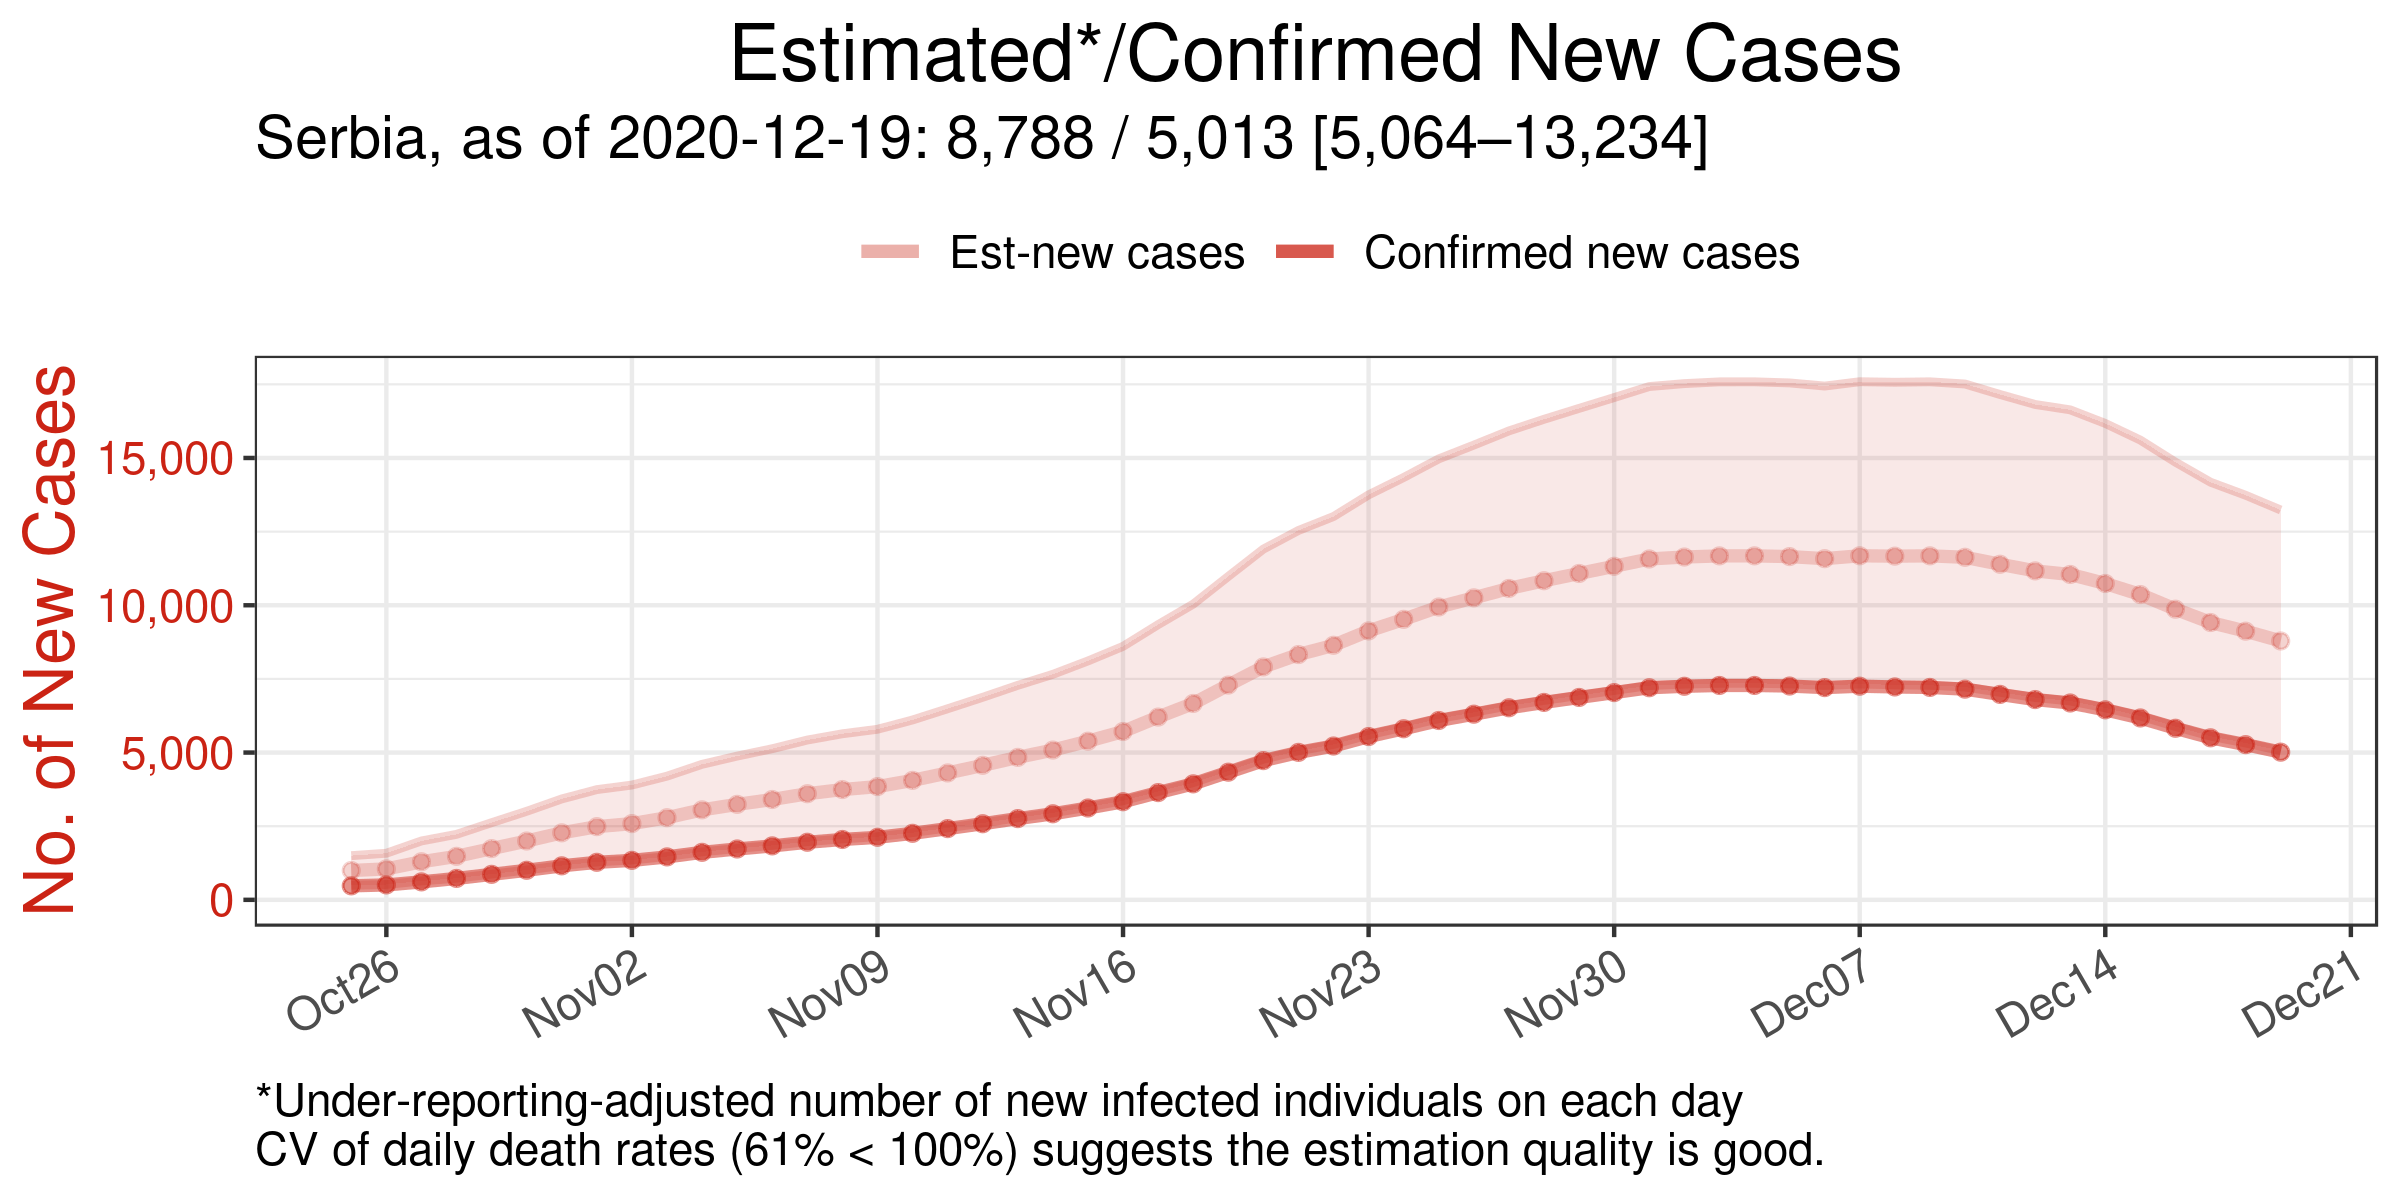 Estimated*/Confirmed New Cases
Serbia, as of 2020-12-19: 8,788 / 5,013 [5,064–13,234]
Est-new cases
Confirmed new cases
No. of New Cases
15,000
10,000
5,000
0
Oct26
Nov02
Nov09
Nov16
Nov23
Nov30
Dec07
Dec14
Dec21
*Under-reporting-adjusted number of new infected individuals on each day
CV of daily death rates (61% < 100%) suggests the estimation quality is good.